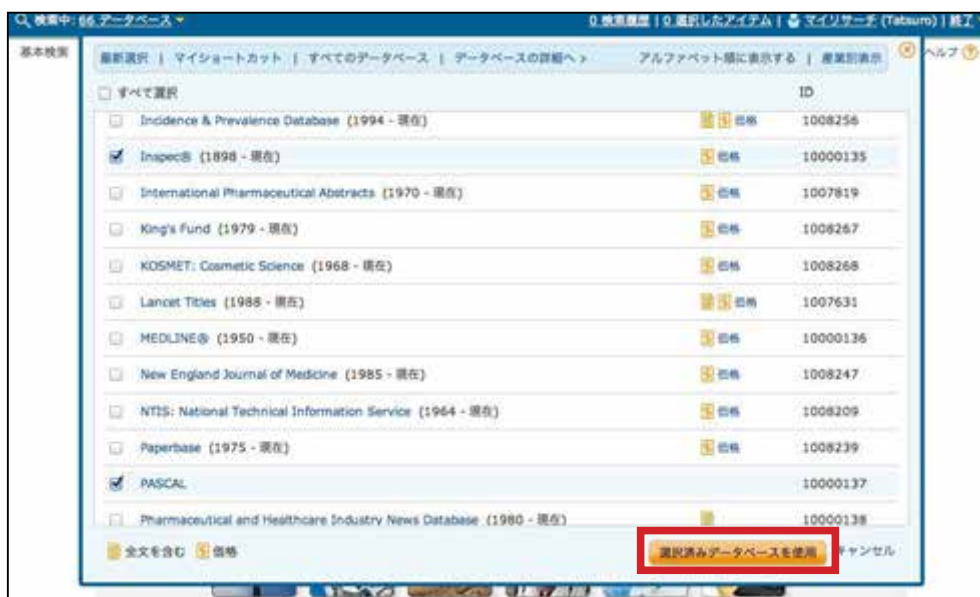 検索中: 66 データベース
0 検索履歴 | 0 選択したアイテム | マイリサーチ (Tatsuro) | 終了
基本検索
ヘルプ
最新選択 | マイショートカット | すべてのデータベース | データベースの詳細へ > アルファベット順に表示する | 産業別表示
すべて選択 ID
Incidence & Prevalence Database (1994 - 現在) 価格 1008256
Inspec® (1898 - 現在) 価格 10000135
International Pharmaceutical Abstracts (1970 - 現在) 価格 1007819
King's Fund (1979 - 現在) 価格 1008267
KOSMET: Cosmetic Science (1968 - 現在) 価格 1008268
Lancet Titles (1988 - 現在) 価格 1007631
MEDLINE® (1950 - 現在) 価格 10000136
New England Journal of Medicine (1985 - 現在) 価格 1008247
NTIS: National Technical Information Service (1964 - 現在) 価格 1008209
Paperbase (1975 - 現在) 価格 1008239
PASCAL 10000137
Pharmaceutical and Healthcare Industry News Database (1980 - 現在) 10000138
全文を含む 価格
選択済みデータベースを使用 キャンセル